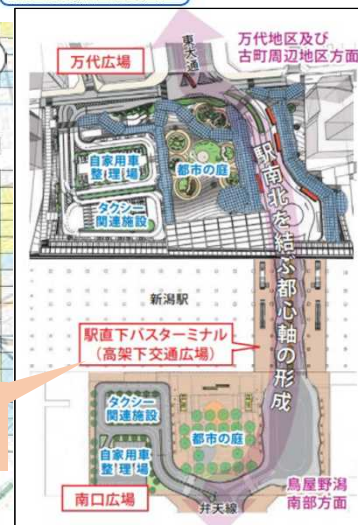 万代広場
東大通
万代地区及び
古町周辺地区方面
自家用車
整理場
都市の庭
タクシー
関連施設
駅南北を結ぶ都心軸の形成
新潟駅
駅直下バスターミナル
(高架下交通広場)
タクシー
関連施設
都市の庭
自家用車
整理場
南口広場
弁天線
鳥屋野潟
南部方面